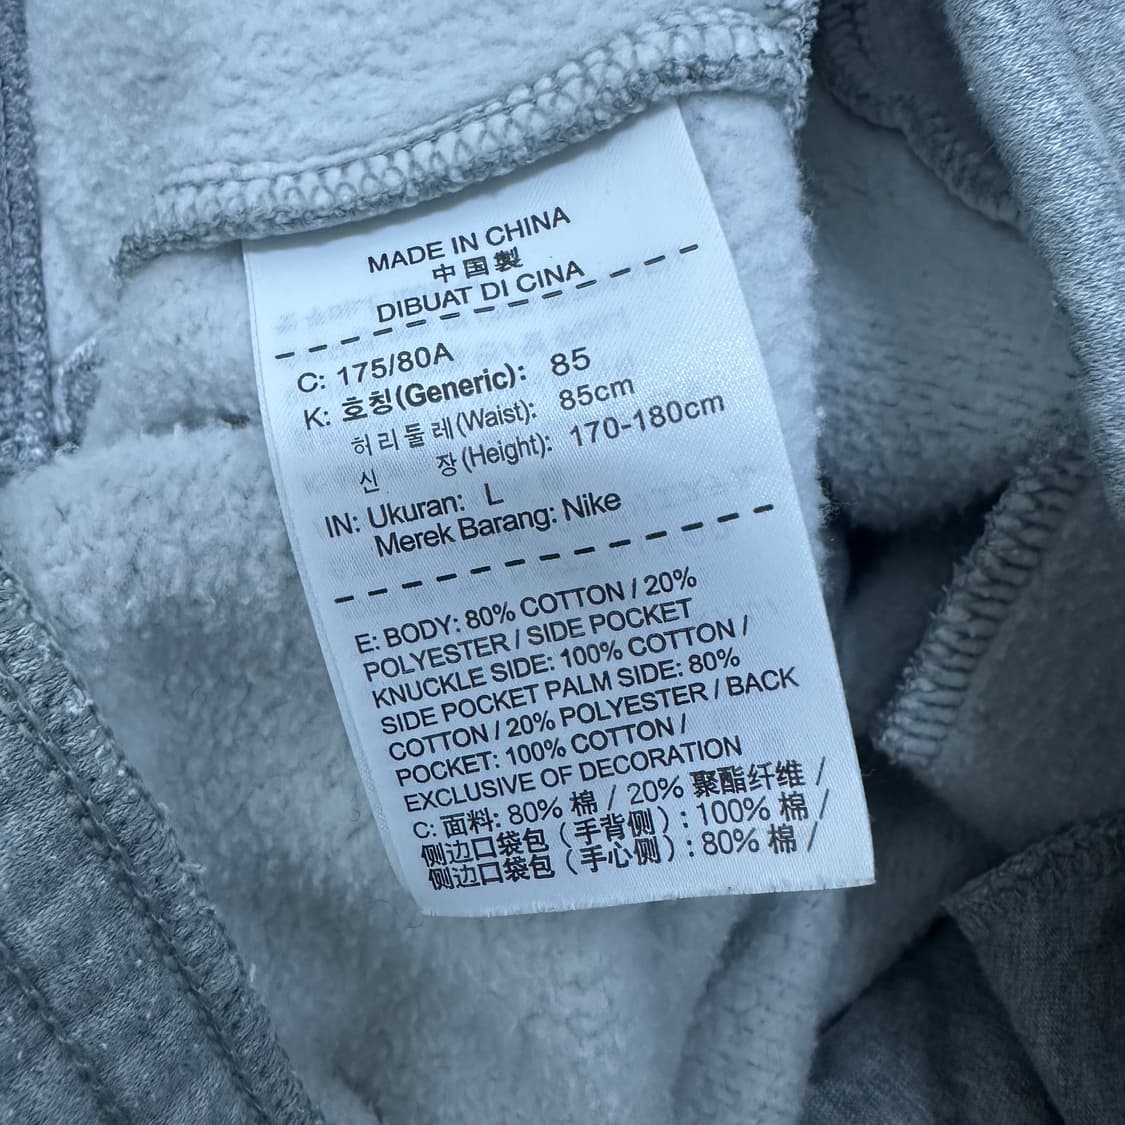 MADE IN CHINA
中国製
DIBUAT DI CINA
C: 175/80A
K: 호칭(Generic): 85
허리둘레(Waist): 85cm
신 장(Height): 170-180cm
IN: Ukuran: L
Merek Barang: Nike
E: BODY: 80% COTTON / 20%
POLYESTER / SIDE POCKET
KNUCKLE SIDE: 100% COTTON /
SIDE POCKET PALM SIDE: 80%
COTTON / 20% POLYESTER / BACK
POCKET: 100% COTTON /
EXCLUSIVE OF DECORATION
C: 面料: 80% 棉 / 20% 聚酯纤维 /
侧边口袋包（手背侧）: 100% 棉 /
侧边口袋包（手心侧）: 80% 棉 /